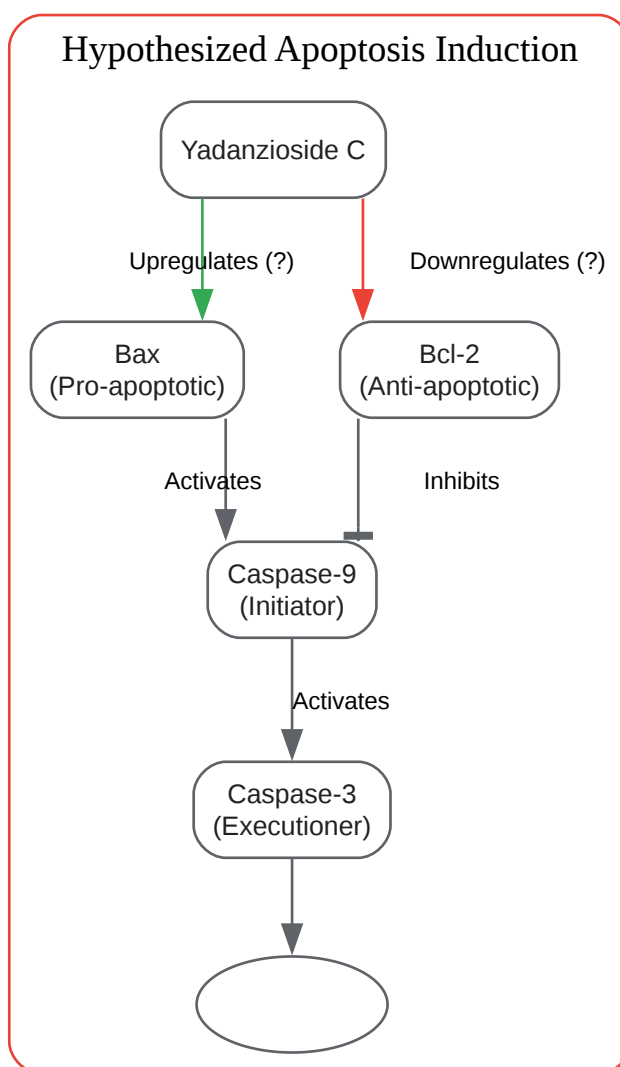 Hypothesized Apoptosis Induction
Yadanzioside C
Upregulates (?)
Downregulates (?)
Bax
(Pro-apoptotic)
Bcl-2
(Anti-apoptotic)
Activates
Inhibits
Caspase-9
(Initiator)
Activates
Caspase-3
(Executioner)